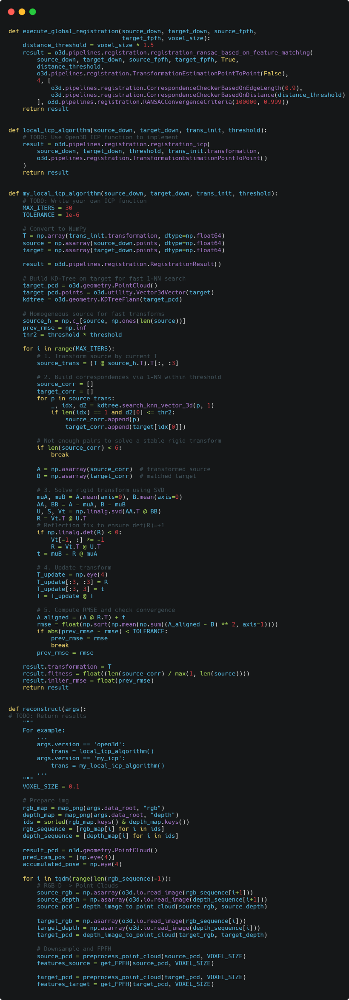 def execute_global_registration(source_down, target_down, source_fpfh,
                                target_fpfh, voxel_size):
    distance_threshold = voxel_size * 1.5
    result = o3d.pipelines.registration.registration_ransac_based_on_feature_matching(
        source_down, target_down, source_fpfh, target_fpfh, True,
        distance_threshold,
        o3d.pipelines.registration.TransformationEstimationPointToPoint(False),
        4, [
            o3d.pipelines.registration.CorrespondenceCheckerBasedOnEdgeLength(0.9),
            o3d.pipelines.registration.CorrespondenceCheckerBasedOnDistance(distance_threshold)
        ], o3d.pipelines.registration.RANSACConvergenceCriteria(100000, 0.999))
    return result


def local_icp_algorithm(source_down, target_down, trans_init, threshold):
    # TODO: Use Open3D ICP function to implement
    result = o3d.pipelines.registration.registration_icp(
        source_down, target_down, threshold, trans_init.transformation,
        o3d.pipelines.registration.TransformationEstimationPointToPoint()
    )
    return result


def my_local_icp_algorithm(source_down, target_down, trans_init, threshold):
    # TODO: Write your own ICP function
    MAX_ITERS = 30
    TOLERANCE = 1e-6

    # Convert to NumPy
    T = np.array(trans_init.transformation, dtype=np.float64)
    source = np.asarray(source_down.points, dtype=np.float64)
    target = np.asarray(target_down.points, dtype=np.float64)

    result = o3d.pipelines.registration.RegistrationResult()

    # Build KD-Tree on target for fast 1-NN search
    target_pcd = o3d.geometry.PointCloud()
    target_pcd.points = o3d.utility.Vector3dVector(target)
    kdtree = o3d.geometry.KDTreeFlann(target_pcd)

    # Homogeneous source for fast transforms
    source_h = np.c_[source, np.ones(len(source))]
    prev_rmse = np.inf
    thr2 = threshold * threshold

    for i in range(MAX_ITERS):
        # 1. Transform source by current T
        source_trans = (T @ source_h.T).T[:, :3]

        # 2. Build correspondences via 1-NN within threshold
        source_corr = []
        target_corr = []
        for p in source_trans:
            _, idx, d2 = kdtree.search_knn_vector_3d(p, 1)
            if len(idx) == 1 and d2[0] <= thr2:
                source_corr.append(p)
                target_corr.append(target[idx[0]])

        # Not enough pairs to solve a stable rigid transform
        if len(source_corr) < 6:
            break

        A = np.asarray(source_corr)  # transformed source
        B = np.asarray(target_corr)  # matched target

        # 3. Solve rigid transform using SVD
        muA, muB = A.mean(axis=0), B.mean(axis=0)
        AA, BB = A - muA, B - muB
        U, S, Vt = np.linalg.svd(AA.T @ BB)
        R = Vt.T @ U.T
        # Reflection fix to ensure det(R)=+1
        if np.linalg.det(R) < 0:
            Vt[-1, :] *= -1
            R = Vt.T @ U.T
        t = muB - R @ muA

        # 4. Update transform
        T_update = np.eye(4)
        T_update[:3, :3] = R
        T_update[:3, 3] = t
        T = T_update @ T

        # 5. Compute RMSE and check convergence
        A_aligned = (A @ R.T) + t
        rmse = float(np.sqrt(np.mean(np.sum((A_aligned - B) ** 2, axis=1))))
        if abs(prev_rmse - rmse) < TOLERANCE:
            prev_rmse = rmse
            break
        prev_rmse = rmse

    result.transformation = T
    result.fitness = float((len(source_corr) / max(1, len(source))))
    result.inlier_rmse = float(prev_rmse)
    return result


def reconstruct(args):
# TODO: Return results
    """
    For example:
        ...
        args.version == 'open3d':
            trans = local_icp_algorithm()
        args.version == 'my_icp':
            trans = my_local_icp_algorithm()
        ...
    """
    VOXEL_SIZE = 0.1

    # Prepare img
    rgb_map = map_png(args.data_root, "rgb")
    depth_map = map_png(args.data_root, "depth")
    ids = sorted(rgb_map.keys() & depth_map.keys())
    rgb_sequence = [rgb_map[i] for i in ids]
    depth_sequence = [depth_map[i] for i in ids]

    result_pcd = o3d.geometry.PointCloud()
    pred_cam_pos = [np.eye(4)]
    accumulated_pose = np.eye(4)

    for i in tqdm(range(len(rgb_sequence)-1)):
        # RGB-D -> Point Clouds
        source_rgb = np.asarray(o3d.io.read_image(rgb_sequence[i+1]))
        source_depth = np.asarray(o3d.io.read_image(depth_sequence[i+1]))
        source_pcd = depth_image_to_point_cloud(source_rgb, source_depth)

        target_rgb = np.asarray(o3d.io.read_image(rgb_sequence[i]))
        target_depth = np.asarray(o3d.io.read_image(depth_sequence[i]))
        target_pcd = depth_image_to_point_cloud(target_rgb, target_depth)

        # Downsample and FPFH
        source_pcd = preprocess_point_cloud(source_pcd, VOXEL_SIZE)
        features_source = get_FPFH(source_pcd, VOXEL_SIZE)

        target_pcd = preprocess_point_cloud(target_pcd, VOXEL_SIZE)
        features_target = get_FPFH(target_pcd, VOXEL_SIZE)